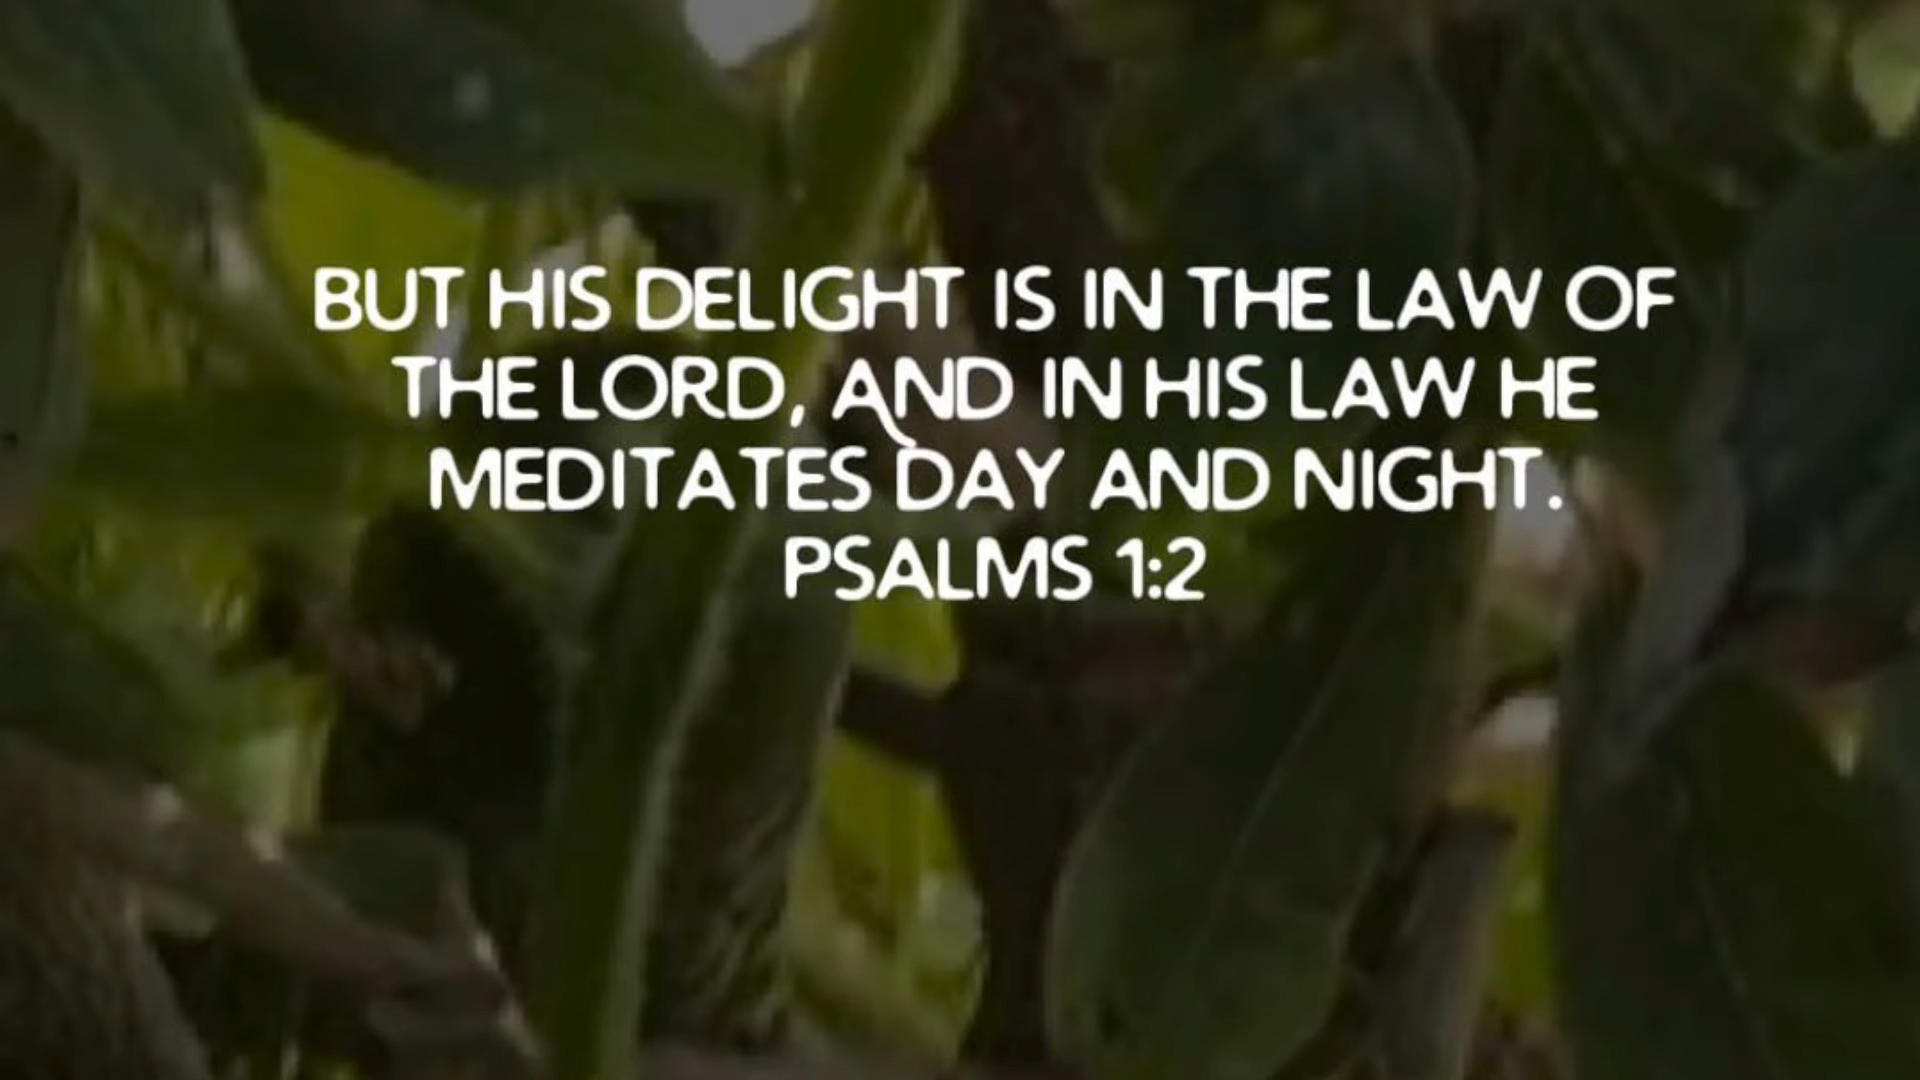 BUT HIS DELIGHT IS IN THE LAW OF
THE LORD, AND IN HIS LAW HE
MEDITATES DAY AND NIGHT.
PSALMS 1:2